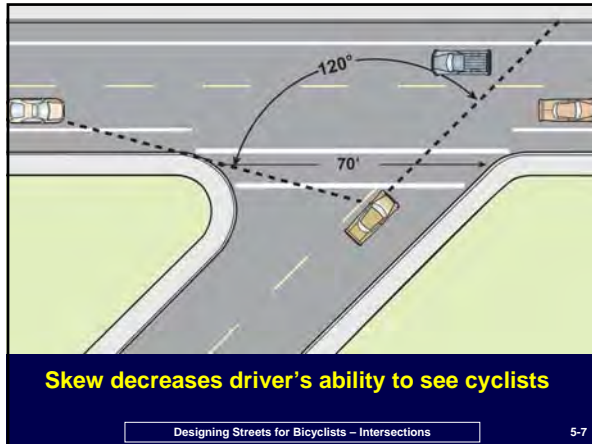 120°
70'
Skew decreases driver's ability to see cyclists
Designing Streets for Bicyclists – Intersections
5-7